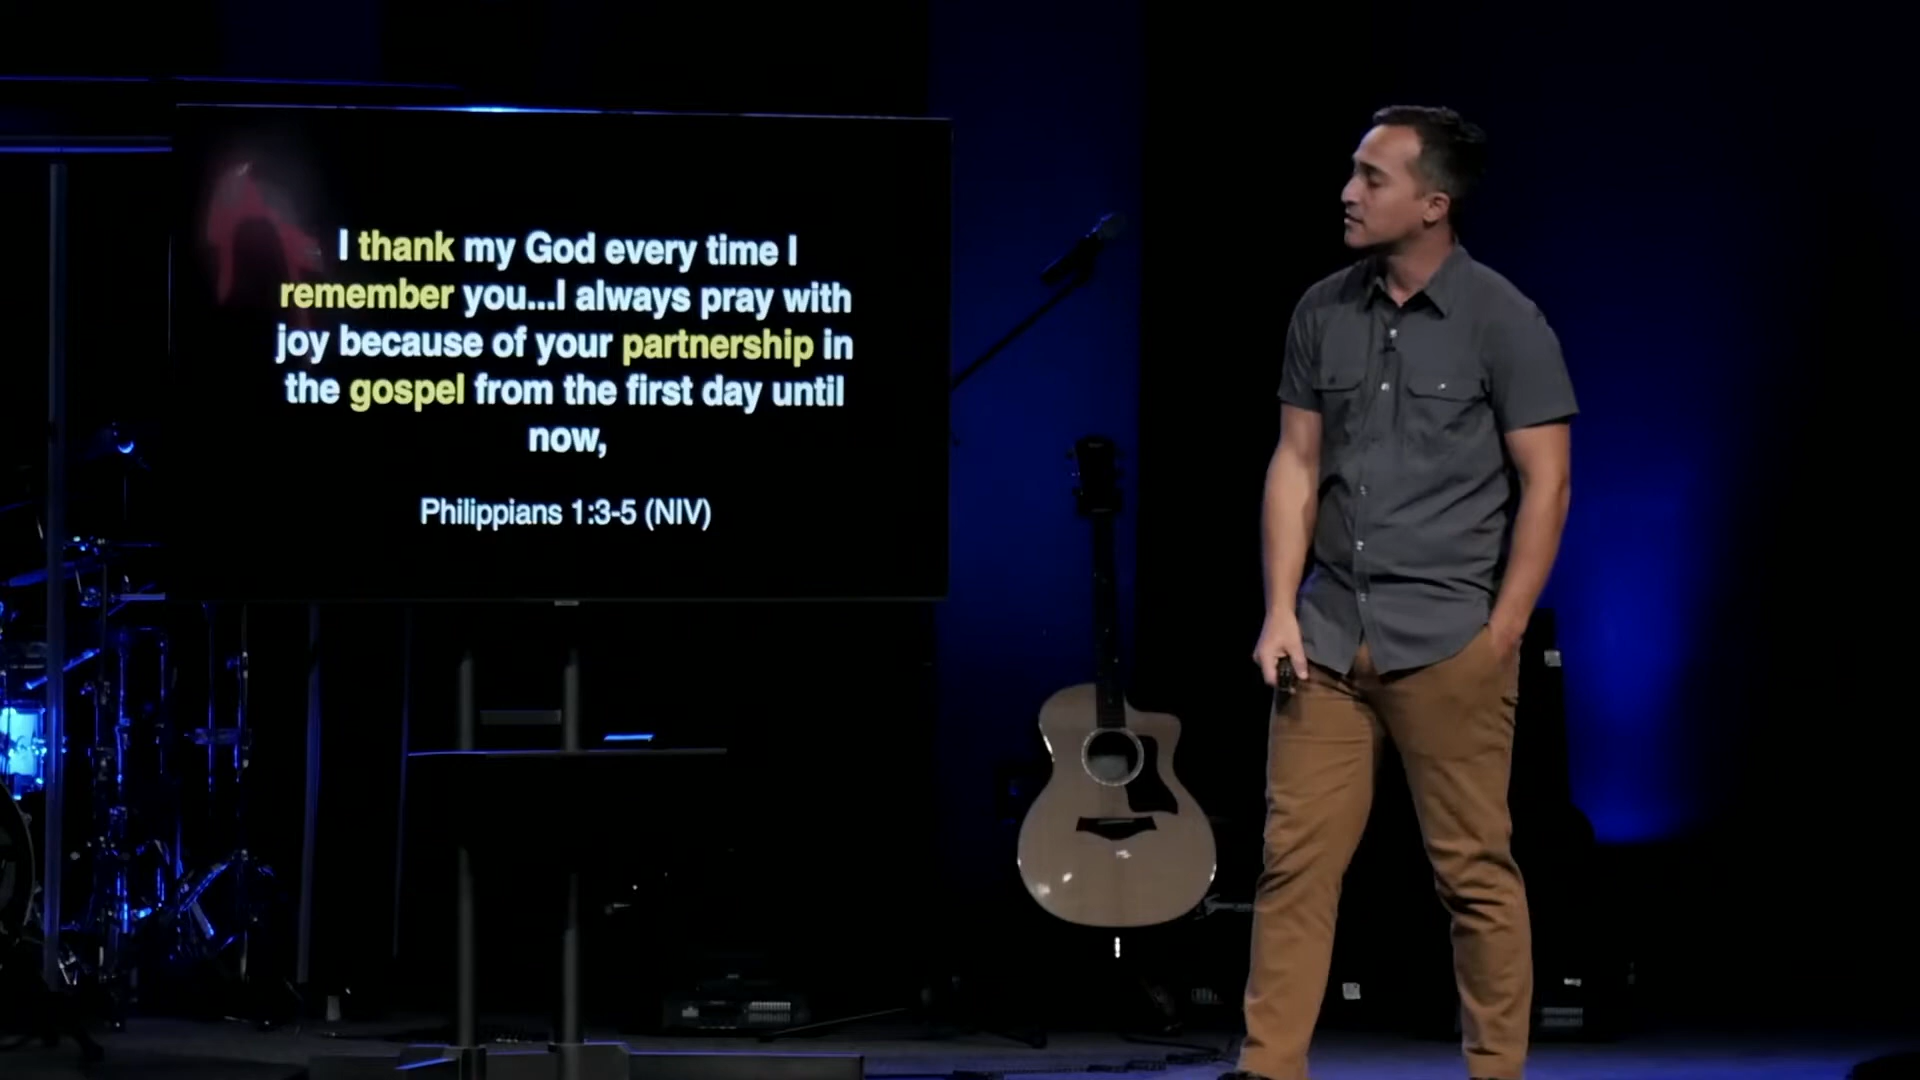 I thank my God every time I
remember you...I always pray with
joy because of your partnership in
the gospel from the first day until
now,
Philippians 1:3-5 (NIV)